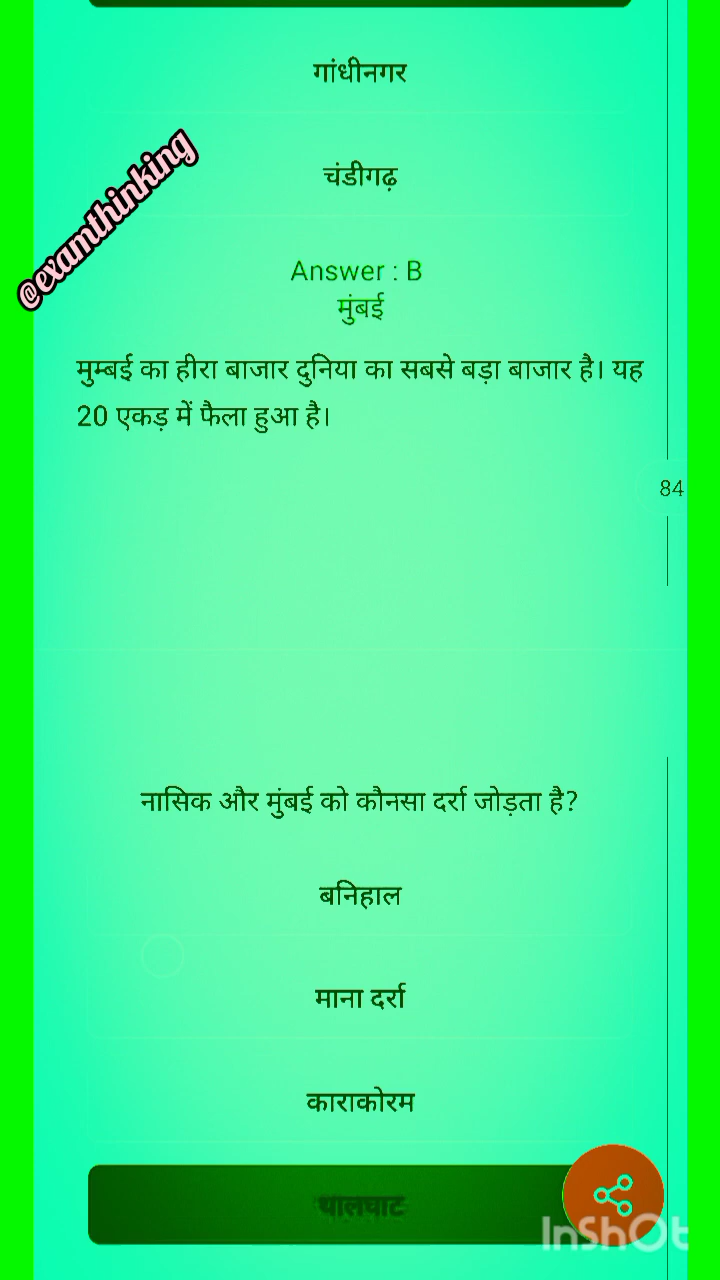 गांधीनगर
चंडीगढ़
@examthinking
Answer : B
मुंबई
मुम्बई का हीरा बाजार दुनिया का सबसे बड़ा बाजार है। यह
20 एकड़ में फैला हुआ है।
84
नासिक और मुंबई को कौनसा दर्रा जोड़ता है?
बनिहाल
माना दर्रा
काराकोरम
थालघाट
InShOt